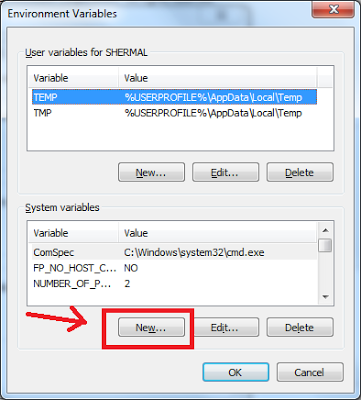 Environment Variables
User variables for SHERMAL
Variable Value
TEMP %USERPROFILE%\AppData\Local\Temp
TMP %USERPROFILE%\AppData\Local\Temp
New... Edit... Delete
System variables
Variable Value
ComSpec C:\Windows\system32\cmd.exe
FP_NO_HOST_C... NO
NUMBER_OF_P... 2
New... Edit... Delete
OK Cancel